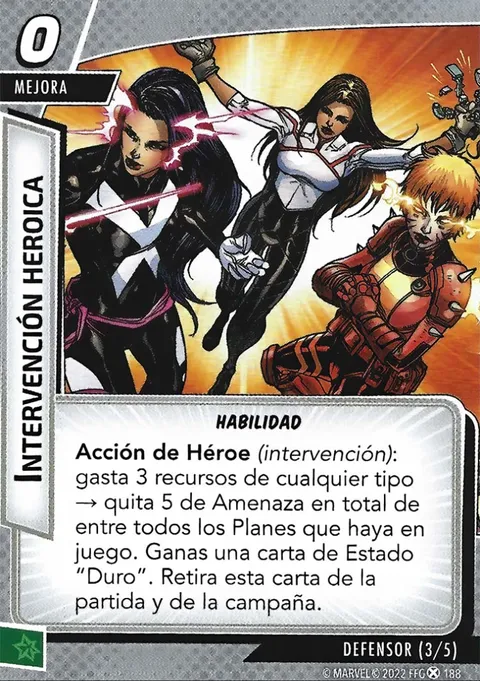 0
MEJORA
INTERVENCIÓN HEROICA
HABILIDAD
Acción de Héroe (intervención):
gasta 3 recursos de cualquier tipo
→ quita 5 de Amenaza en total de
entre todos los Planes que haya en
juego. Ganas una carta de Estado
“Duro”. Retira esta carta de la
partida y de la campaña.
DEFENSOR (3/5)
© MARVEL © 2022 FFG 188